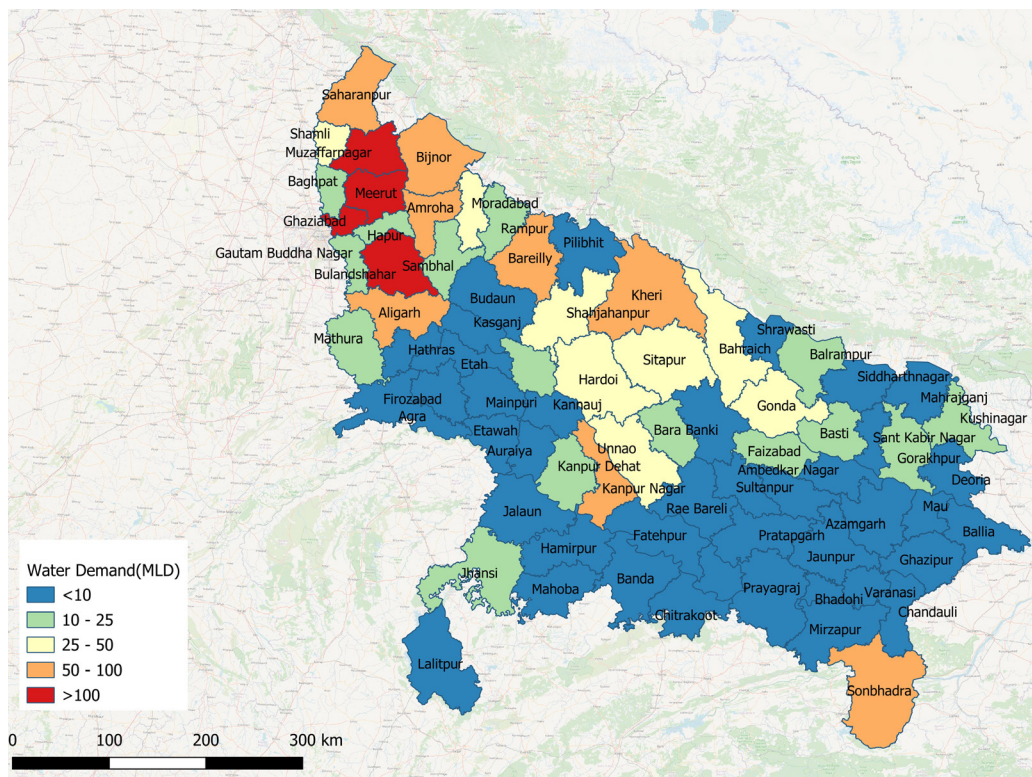 Saharanpur
Shamli
Muzaffarnagar
Bijnor
Baghpat
Meerut
Moradabad
Amroha
Ghaziabad
Hapur
Rampur
Pilibhit
Gautam Buddha Nagar
Bareilly
Bulandshahar
Sambhal
Kheri
Budaun
Aligarh
Shahjahanpur
Kasganj
Mathura
Shrawasti
Hathras
Bahraich
Balrampur
Sitapur
Etah
Hardoi
Siddharthnagar
Firozabad
Mainpuri
Kannauj
Gonda
Mahrajganj
Agra
Kushinagar
Etawah
Bara Banki
Basti
Sant Kabir Nagar
Auraiya
Unnao
Faizabad
Gorakhpur
Kanpur Dehat
Ambedkar Nagar
Deoria
Kanpur Nagar
Sultanpur
Jalaun
Rae Bareli
Mau
Azamgarh
Ballia
Fatehpur
Pratapgarh
Hamirpur
Jaunpur
Ghazipur
Jhansi
Banda
Mahoba
Prayagraj
Varanasi
Bhadohi
Chandauli
Chitrakoot
Mirzapur
Lalitpur
Sonbhadra
Water Demand(MLD)
<10
10 - 25
25 - 50
50 - 100
>100
0 100 200 300 km